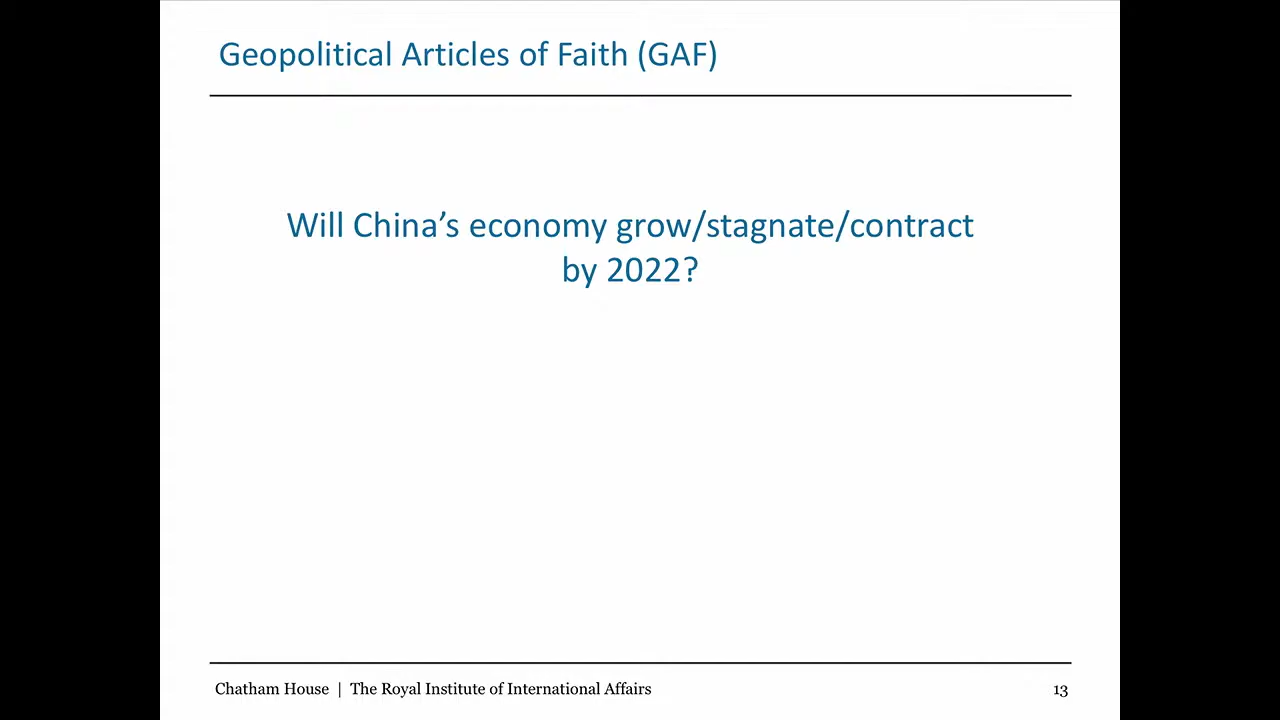 Geopolitical Articles of Faith (GAF)
Will China’s economy grow/stagnate/contract
by 2022?
Chatham House | The Royal Institute of International Affairs
13